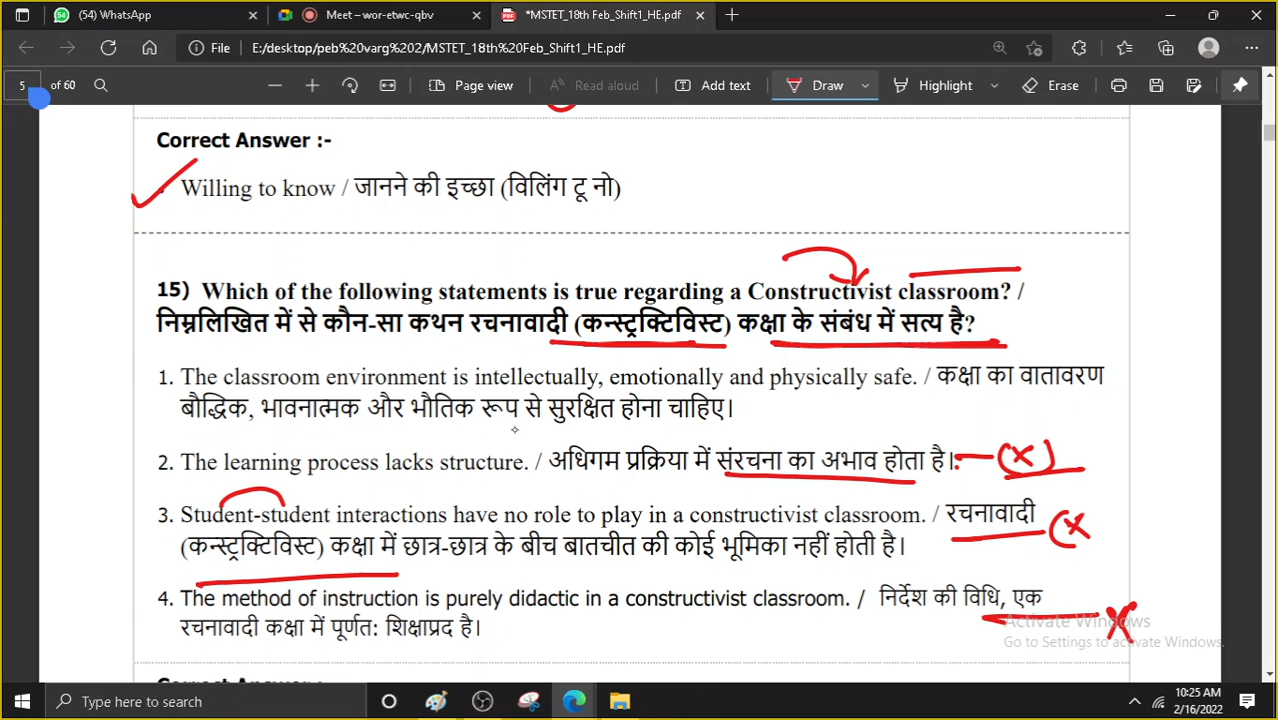 (54) WhatsApp
Meet – wor-etwc-qbv
*MSTET_18th Feb_Shift1_HE.pdf
File
E:/desktop/peb%20varg%202/MSTET_18th%20Feb_Shift1_HE.pdf
5 of 60
Page view
Read aloud
Add text
Draw
Highlight
Erase
Correct Answer :-
Willing to know / जानने की इच्छा (विलिंग टू नो)
15) Which of the following statements is true regarding a Constructivist classroom? /
निम्नलिखित में से कौन-सा कथन रचनावादी (कन्स्ट्रक्टिविस्ट) कक्षा के संबंध में सत्य है?
1. The classroom environment is intellectually, emotionally and physically safe. / कक्षा का वातावरण
बौद्धिक, भावनात्मक और भौतिक रूप से सुरक्षित होना चाहिए।
2. The learning process lacks structure. / अधिगम प्रक्रिया में संरचना का अभाव होता है।
3. Student-student interactions have no role to play in a constructivist classroom. / रचनावादी
(कन्स्ट्रक्टिविस्ट) कक्षा में छात्र-छात्र के बीच बातचीत की कोई भूमिका नहीं होती है।
4. The method of instruction is purely didactic in a constructivist classroom. / निर्देश की विधि, एक
रचनावादी कक्षा में पूर्णत: शिक्षाप्रद है।
Activate Windows
Go to Settings to activate Windows.
Type here to search
10:25 AM
2/16/2022